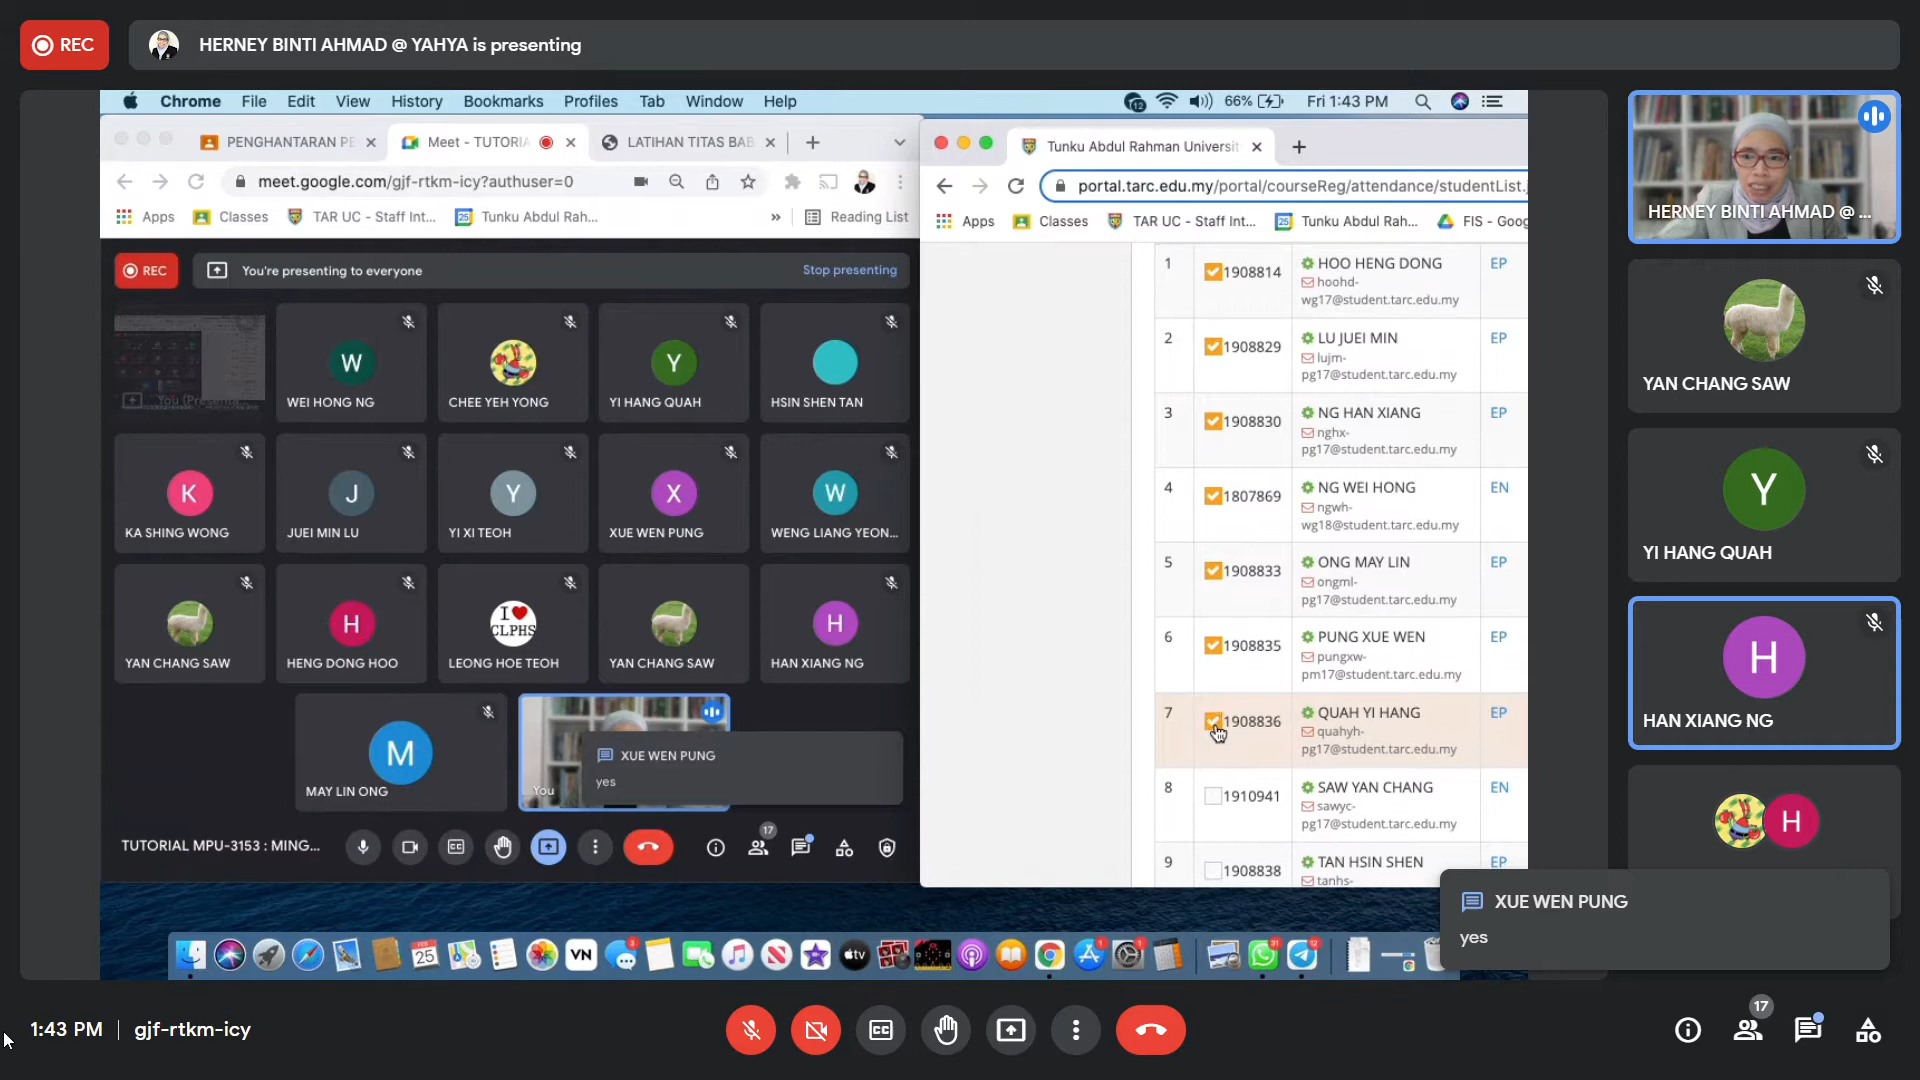 REC
HERNEY BINTI AHMAD @ YAHYA is presenting
Chrome File Edit View History Bookmarks Profiles Tab Window Help
12
66%
Fri 1:43 PM
PENGHANTARAN PE
Meet - TUTORIA
LATIHAN TITAS BAB
meet.google.com/gjf-rtkm-icy?authuser=0
Apps
Classes
TAR UC - Staff Int...
Tunku Abdul Rah...
»
Reading List
REC
You're presenting to everyone
Stop presenting
You (Presenti...
W
WEI HONG NG
CHEE YEH YONG
Y
YI HANG QUAH
HSIN SHEN TAN
K
KA SHING WONG
J
JUEI MIN LU
Y
YI XI TEOH
X
XUE WEN PUNG
W
WENG LIANG YEON...
YAN CHANG SAW
H
HENG DONG HOO
I ♥
CLPHS
LEONG HOE TEOH
YAN CHANG SAW
H
HAN XIANG NG
M
MAY LIN ONG
You
XUE WEN PUNG
yes
TUTORIAL MPU-3153 : MING...
17
Tunku Abdul Rahman Universit
portal.tarc.edu.my/portal/courseReg/attendance/studentList.j
Apps
Classes
TAR UC - Staff Int...
Tunku Abdul Rah...
FIS - Goog
1 1908814 HOO HENG DONG EP
hoohd-
wg17@student.tarc.edu.my
2 1908829 LU JUEI MIN EP
lujm-
pg17@student.tarc.edu.my
3 1908830 NG HAN XIANG EP
nghx-
pg17@student.tarc.edu.my
4 1807869 NG WEI HONG EN
ngwh-
wg18@student.tarc.edu.my
5 1908833 ONG MAY LIN EP
ongml-
pg17@student.tarc.edu.my
6 1908835 PUNG XUE WEN EP
pungxw-
pm17@student.tarc.edu.my
7 1908836 QUAH YI HANG EP
quahyh-
pg17@student.tarc.edu.my
8 1910941 SAW YAN CHANG EN
sawyc-
pg17@student.tarc.edu.my
9 1908838 TAN HSIN SHEN EP
tanhs-
FEB
25
VN
3
tv
1
1
31
12
HERNEY BINTI AHMAD @ ...
YAN CHANG SAW
Y
YI HANG QUAH
H
HAN XIANG NG
H
XUE WEN PUNG
yes
1:43 PM | gjf-rtkm-icy
17